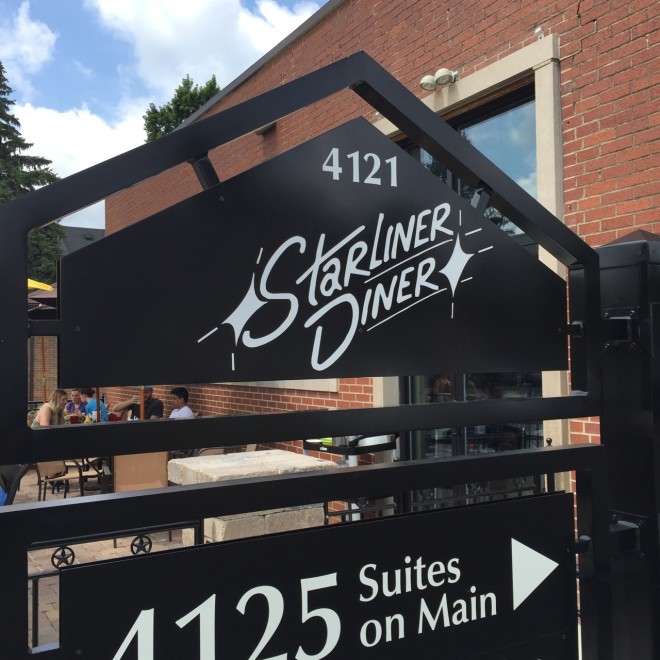 4121
StarLINER
DINER
4125 Suites
on Main